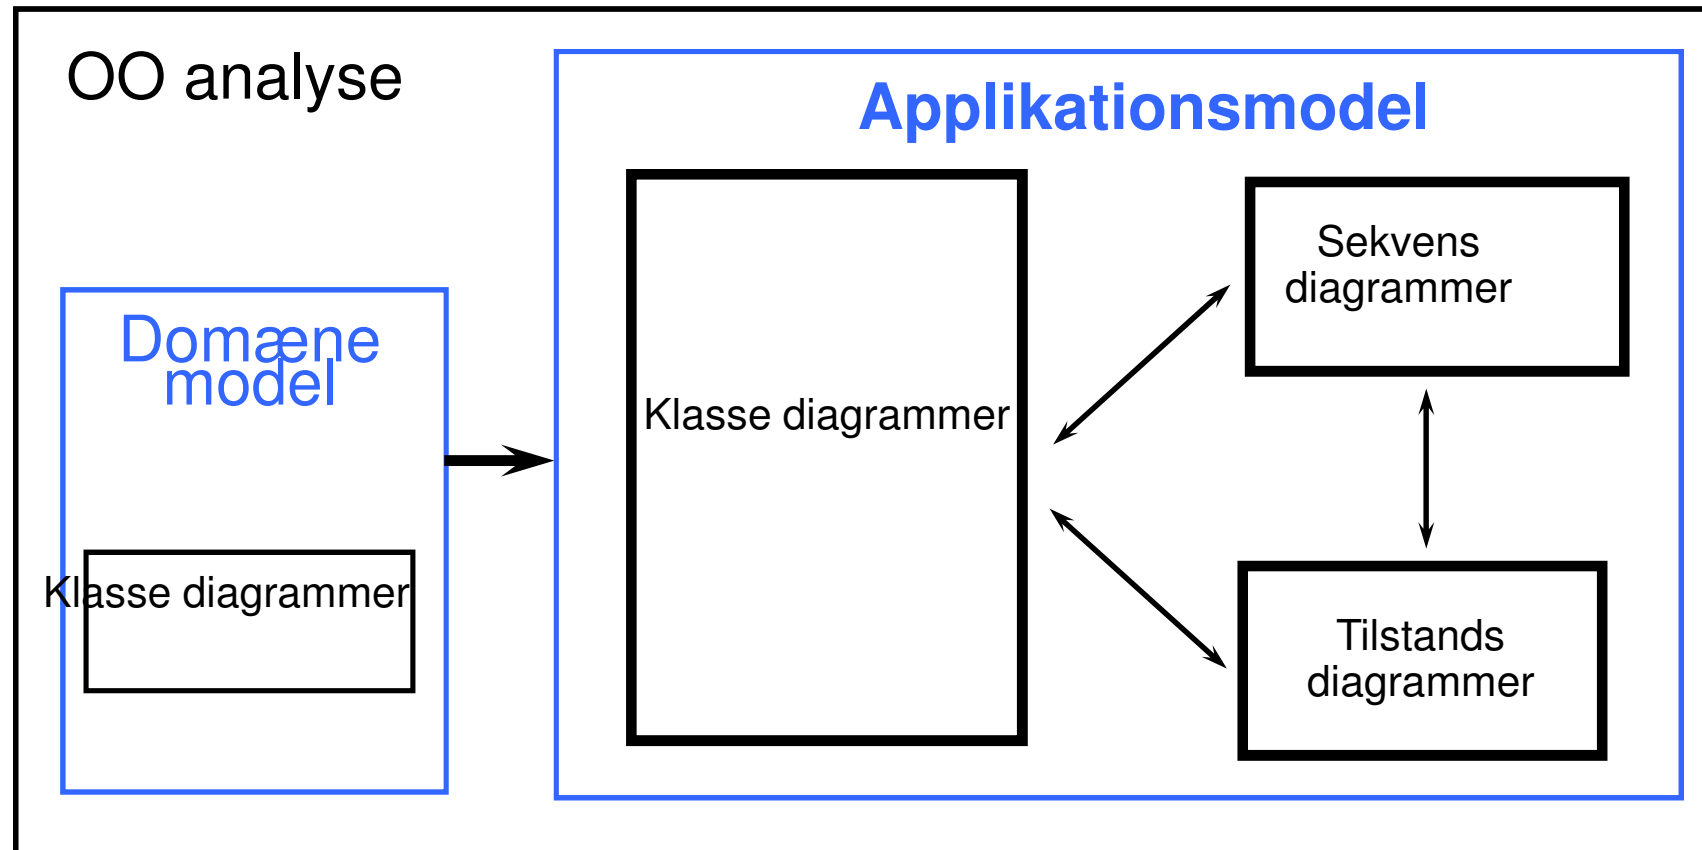 OO analyse
Applikationsmodel
Domæne
model
Klasse diagrammer
Klasse diagrammer
Sekvens
diagrammer
Tilstands
diagrammer